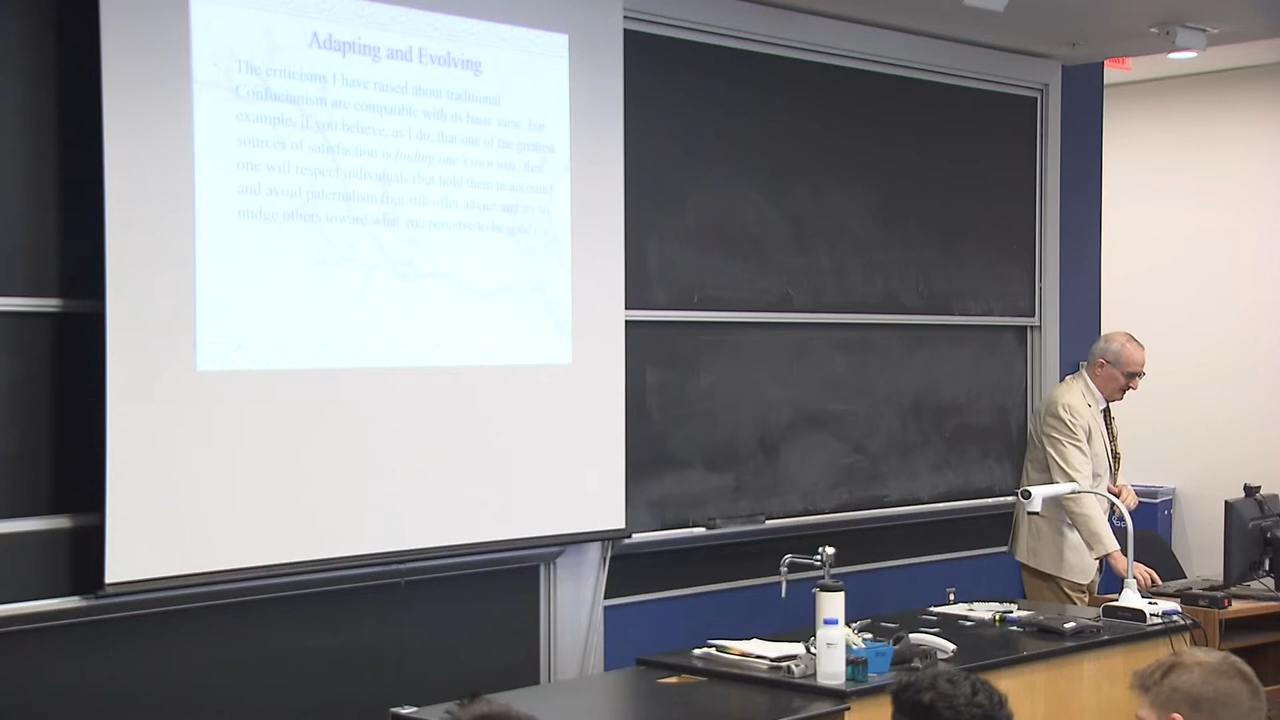 Adapting and Evolving
The criticisms I have raised about traditional
Confucianism are compatible with its basic view. For
example, if you believe, as I do, that one of the greatest
sources of satisfaction is finding one's own way, then
one will respect individuals (but hold them to account)
and avoid paternalism (but still offer advice and try to
nudge others toward what you perceive to be good).